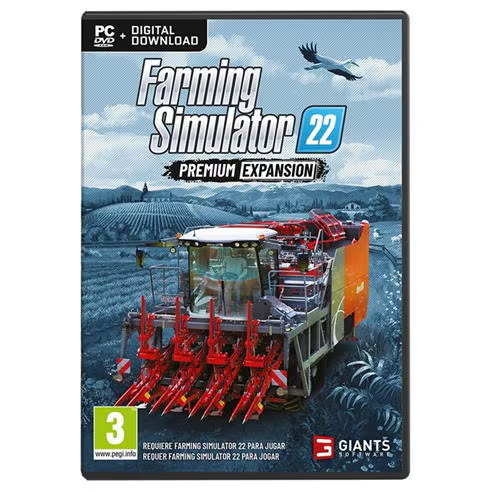 PC
DVD
+ DIGITAL
DOWNLOAD
Farming
Simulator 22
PREMIUM EXPANSION
3
www.pegi.info
REQUIERE FARMING SIMULATOR 22 PARA JUGAR
REQUER FARMING SIMULATOR 22 PARA JOGAR
GIANTS
SOFTWARE